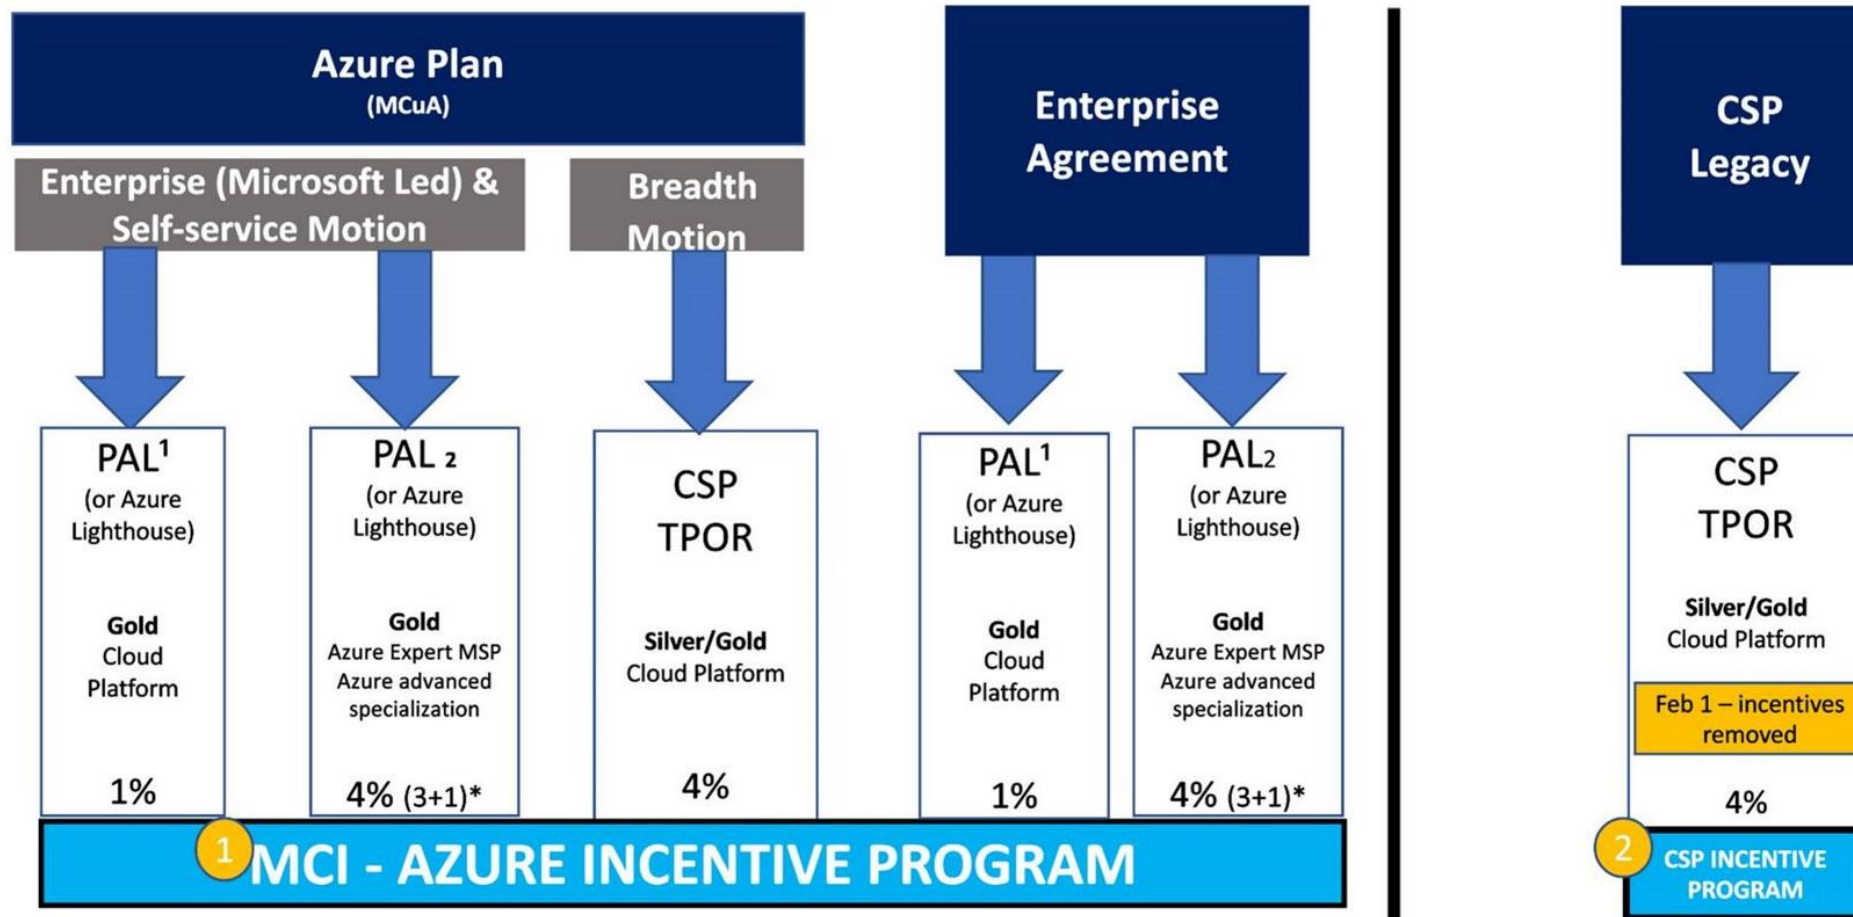 Azure Plan
(MCuA)
Enterprise (Microsoft Led) &
Self-service Motion
Breadth
Motion
Enterprise
Agreement
CSP
Legacy
PAL¹
(or Azure
Lighthouse)
Gold
Cloud
Platform
1%
PAL 2
(or Azure
Lighthouse)
Gold
Azure Expert MSP
Azure advanced
specialization
4% (3+1)*
CSP
TPOR
Silver/Gold
Cloud Platform
4%
PAL¹
(or Azure
Lighthouse)
Gold
Cloud
Platform
1%
PAL2
(or Azure
Lighthouse)
Gold
Azure Expert MSP
Azure advanced
specialization
4% (3+1)*
CSP
TPOR
Silver/Gold
Cloud Platform
Feb 1 – incentives
removed
4%
1
MCI - AZURE INCENTIVE PROGRAM
2
CSP INCENTIVE
PROGRAM